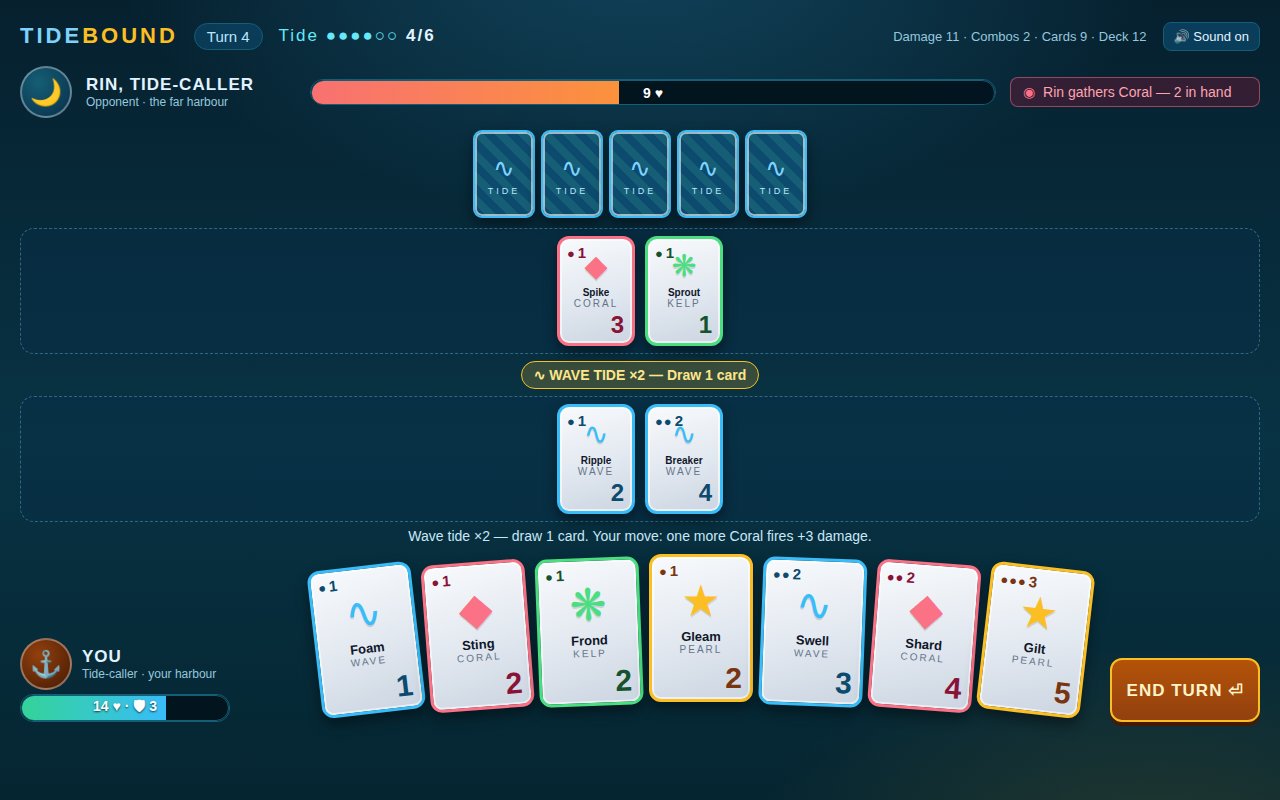 TIDEBOUND Turn 4 Tide ●●●●○○ 4/6 Damage 11 · Combos 2 · Cards 9 · Deck 12 🔊 Sound on
RIN, TIDE-CALLER
Opponent · the far harbour
9 ♥
◉ Rin gathers Coral — 2 in hand
TIDE TIDE TIDE TIDE TIDE
● 1 Spike CORAL 3
● 1 Sprout KELP 1
∿ WAVE TIDE ×2 — Draw 1 card
● 1 Ripple WAVE 2
●● 2 Breaker WAVE 4
Wave tide ×2 — draw 1 card. Your move: one more Coral fires +3 damage.
● 1 Foam WAVE 1
● 1 Sting CORAL 2
● 1 Frond KELP 2
● 1 Gleam PEARL 2
●● 2 Swell WAVE 3
●● 2 Shard CORAL 4
●●● 3 Gilt PEARL 5
YOU
Tide-caller · your harbour
14 ♥ · 🛡 3
END TURN ⏎